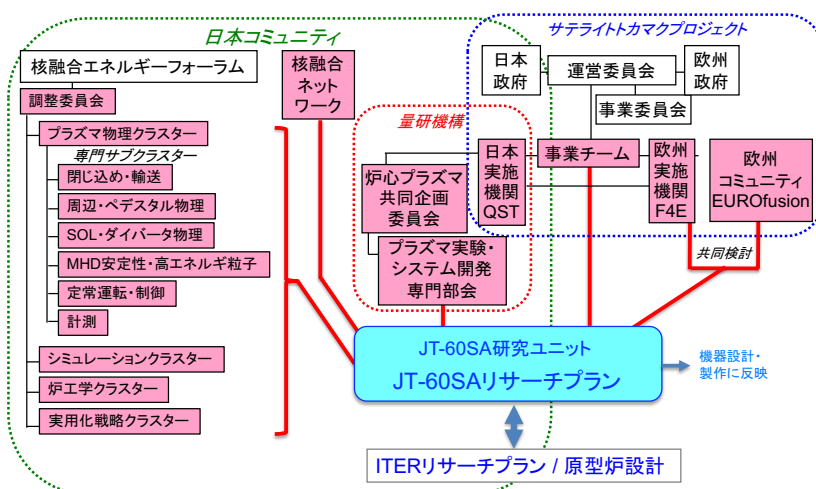 日本コミュニティ
核融合エネルギーフォーラム
調整委員会
プラズマ物理クラスター
専門サブクラスター
閉じ込め・輸送
周辺・ペデスタル物理
SOL・ダイバータ物理
MHD安定性・高エネルギ粒子
定常運転・制御
計測
シミュレーションクラスター
炉工学クラスター
実用化戦略クラスター
核融合
ネット
ワーク
量研機構
炉心プラズマ
共同企画
委員会
プラズマ実験・
システム開発
専門部会
サテライトトカマクプロジェクト
日本
政府
運営委員会
欧州
政府
事業委員会
日本
実施
機関
QST
事業チーム
欧州
実施
機関
F4E
欧州
コミュニティ
EUROfusion
共同検討
JT-60SA研究ユニット
JT-60SAリサーチプラン
機器設計・
製作に反映
ITERリサーチプラン / 原型炉設計